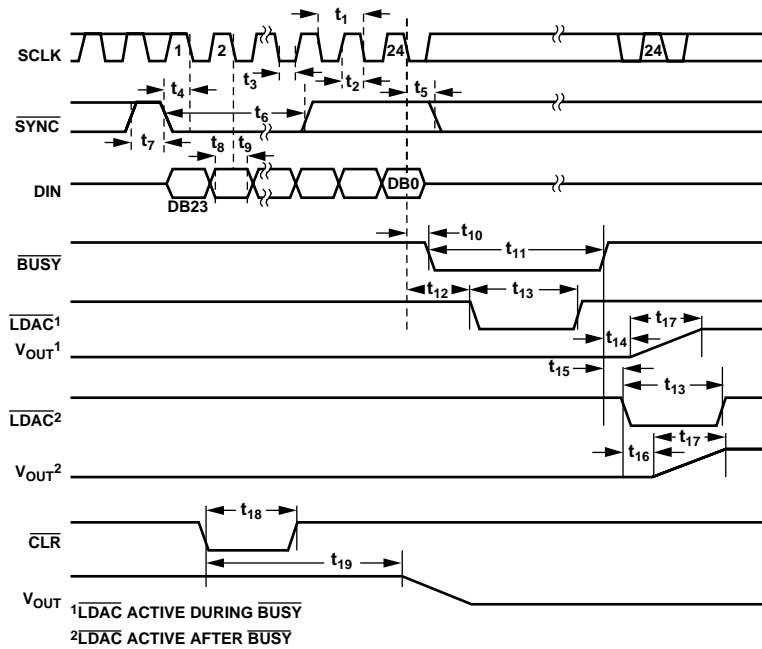 t1
SCLK
1
2
24
24
t3
t2
t4
t5
t6
SYNC
t7
t8
t9
DIN
DB23
DB0
t10
t11
BUSY
t12
t13
LDAC1
t17
VOUT1
t14
t15
t13
LDAC2
t17
t16
VOUT2
t18
CLR
t19
VOUT
1LDAC ACTIVE DURING BUSY
2LDAC ACTIVE AFTER BUSY